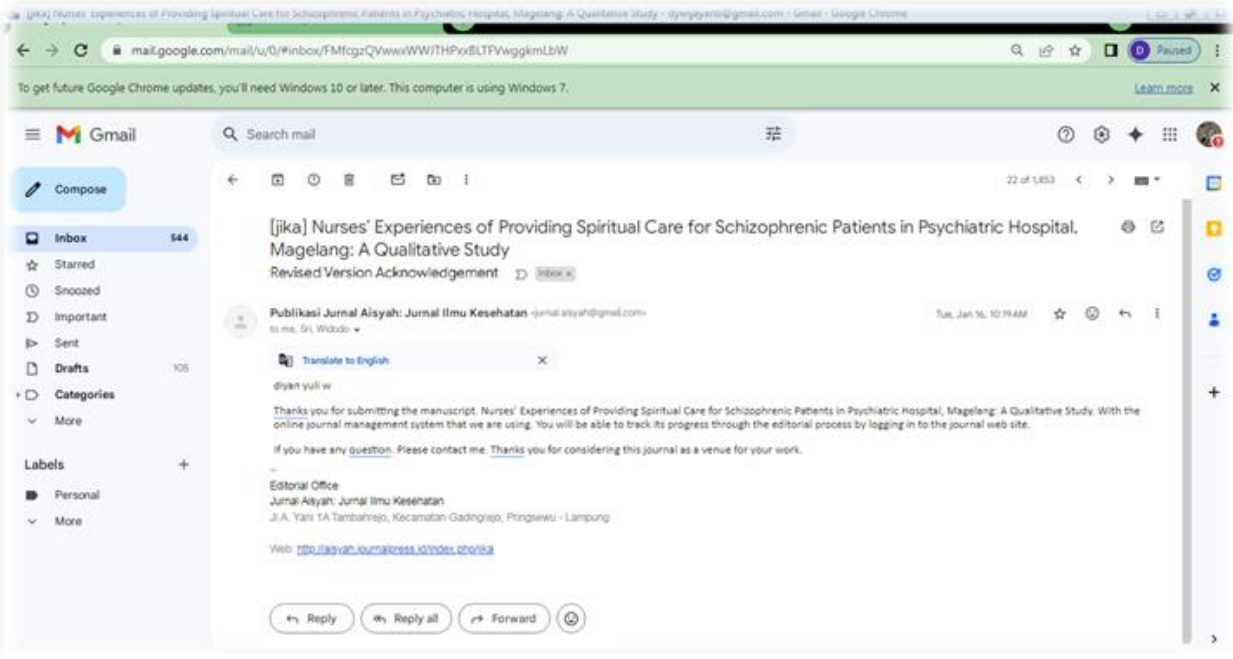 [jika] Nurses' Experiences of Providing Spiritual Care for Schizophrenic Patients in Psychiatric Hospital, Magelang: A Qualitative Study - dywijayanti@gmail.com - Gmail - Google Chrome
mail.google.com/mail/u/0/#inbox/
Paused
To get future Google Chrome updates, you'll need Windows 10 or later. This computer is using Windows 7.
Learn more
Gmail
Search mail
Compose
22 of 1,853
Inbox 544
Starred
Snoozed
Important
Sent
Drafts 105
Categories
More
Labels
Personal
More
[jika] Nurses' Experiences of Providing Spiritual Care for Schizophrenic Patients in Psychiatric Hospital,
Magelang: A Qualitative Study
Revised Version Acknowledgement Inbox x
Publikasi Jurnal Aisyah: Jurnal Ilmu Kesehatan <jurnal.aisyah@gmail.com>
Tue, Jan 16, 10:19 AM
to me, Sri, Widodo
Translate to English
diyan yuli w
Thanks you for submitting the manuscript. Nurses' Experiences of Providing Spiritual Care for Schizophrenic Patients in Psychiatric Hospital, Magelang: A Qualitative Study. With the
online journal management system that we are using. You will be able to track its progress through the editorial process by logging in to the journal web site.
If you have any question. Please contact me. Thanks you for considering this journal as a venue for your work.
--
Editorial Office
Jurnal Aisyah: Jurnal Ilmu Kesehatan
Jl A. Yani 1A Tambahrejo, Kecamatan Gadingrejo, Pringsewu - Lampung
Web: http://aisyah.journalpress.id/index.php/jika
Reply
Reply all
Forward